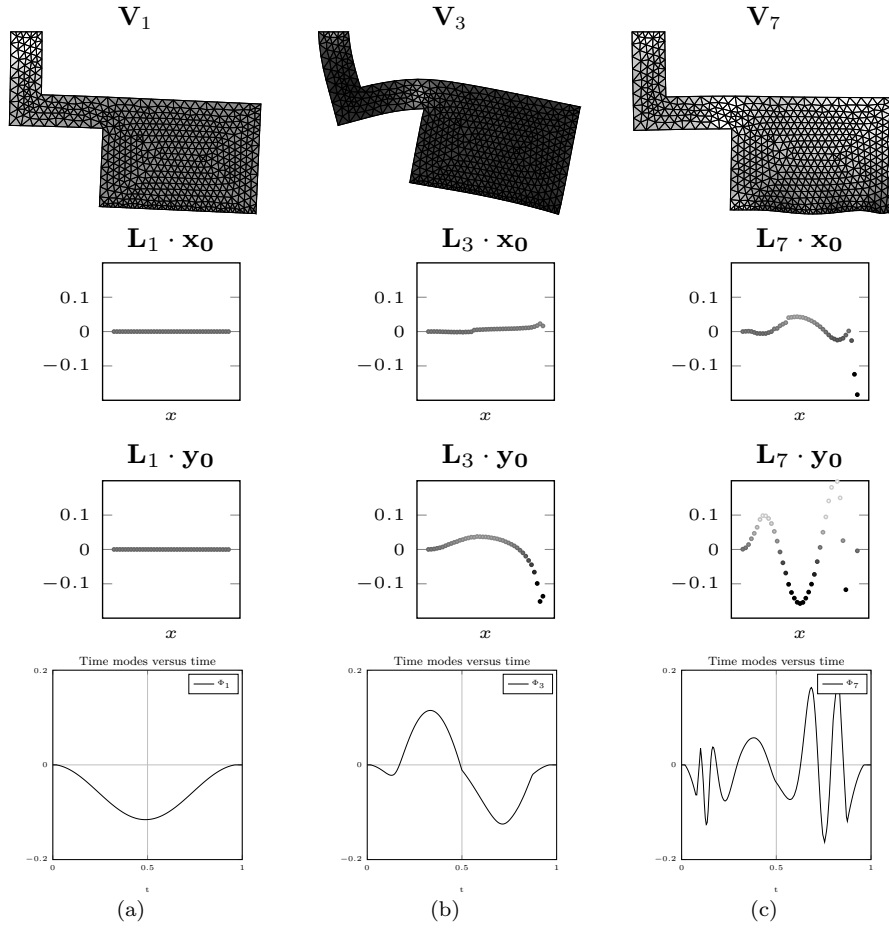 V₁ V₃ V₇
L₁ · x₀ L₃ · x₀ L₇ · x₀
0.1 0.1 0.1
0 0 0
−0.1 −0.1 −0.1
x x x
L₁ · y₀ L₃ · y₀ L₇ · y₀
0.1 0.1 0.1
0 0 0
−0.1 −0.1 −0.1
x x x
Time modes versus time Time modes versus time Time modes versus time
0.2 0.2 0.2
Φ₁ Φ₃ Φ₇
0 0 0
−0.2 −0.2 −0.2
0 0.5 1 0 0.5 1 0 0.5 1
t t t
(a) (b) (c)